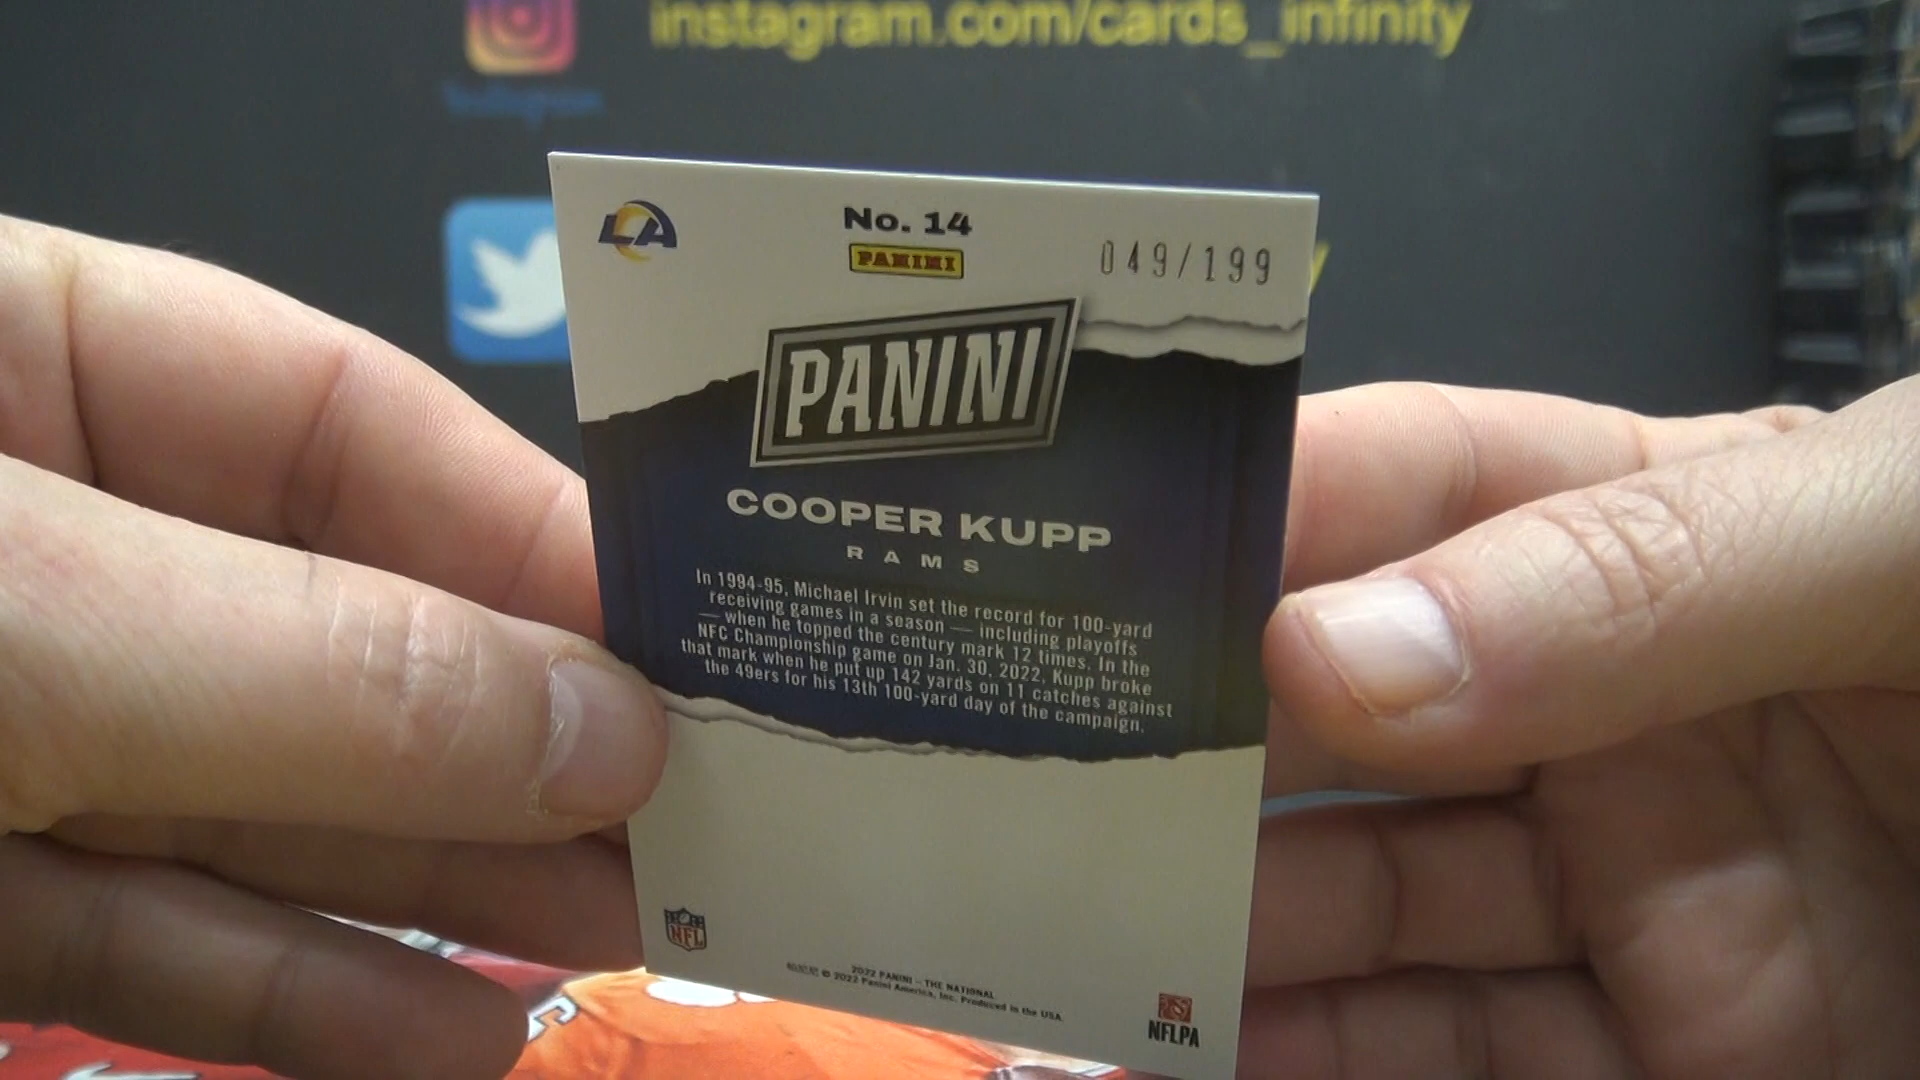 instagram.com/cards_infinity
Instagram
LA
No. 14
PANINI
049/199
PANINI
COOPER KUPP
RAMS
In 1994-95, Michael Irvin set the record for 100-yard
receiving games in a season — including playoffs
— when he topped the century mark 12 times. In the
NFC Championship game on Jan. 30, 2022, Kupp broke
that mark when he put up 142 yards on 11 catches against
the 49ers for his 13th 100-yard day of the campaign.
NFL
2022 PANINI – THE NATIONAL
© 2022 Panini America, Inc. Produced in the USA.
NFLPA